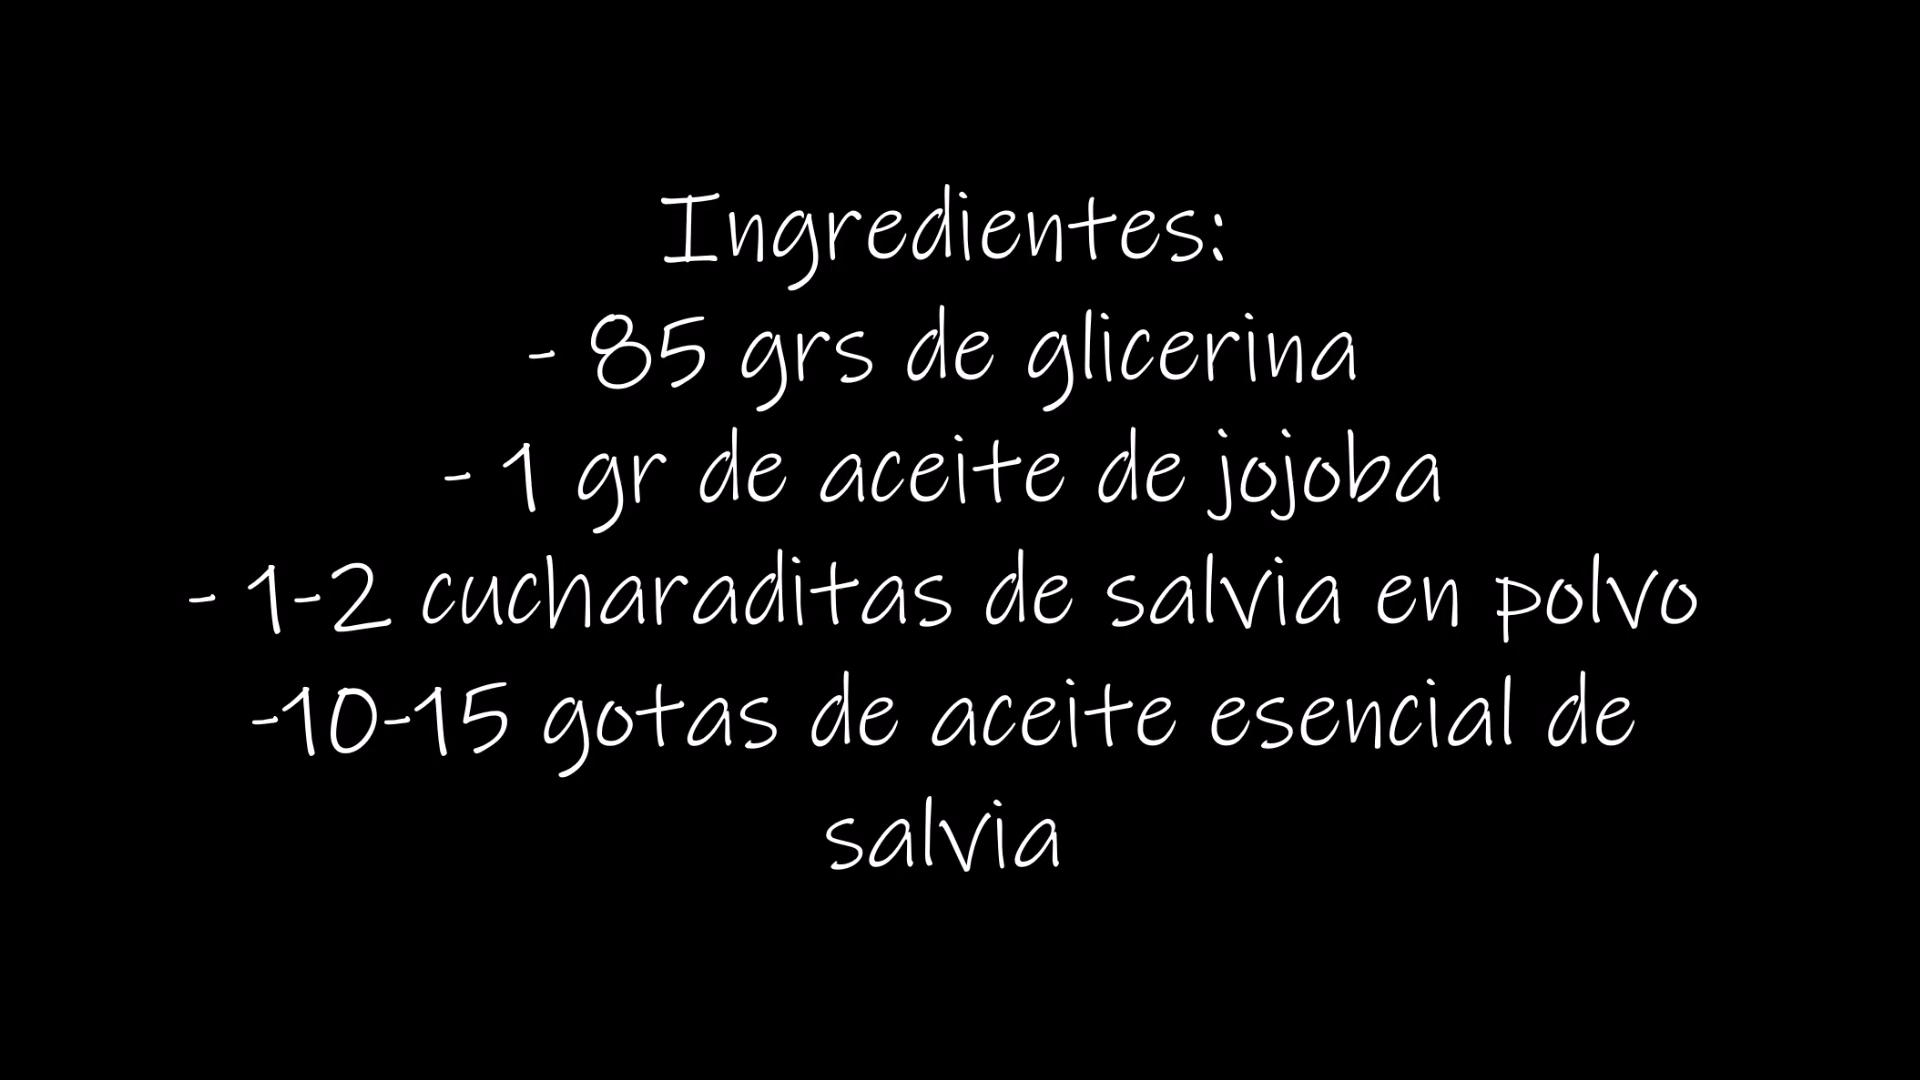 Ingredientes:
- 85 grs de glicerina
- 1 gr de aceite de jojoba
- 1-2 cucharaditas de salvia en polvo
-10-15 gotas de aceite esencial de
salvia